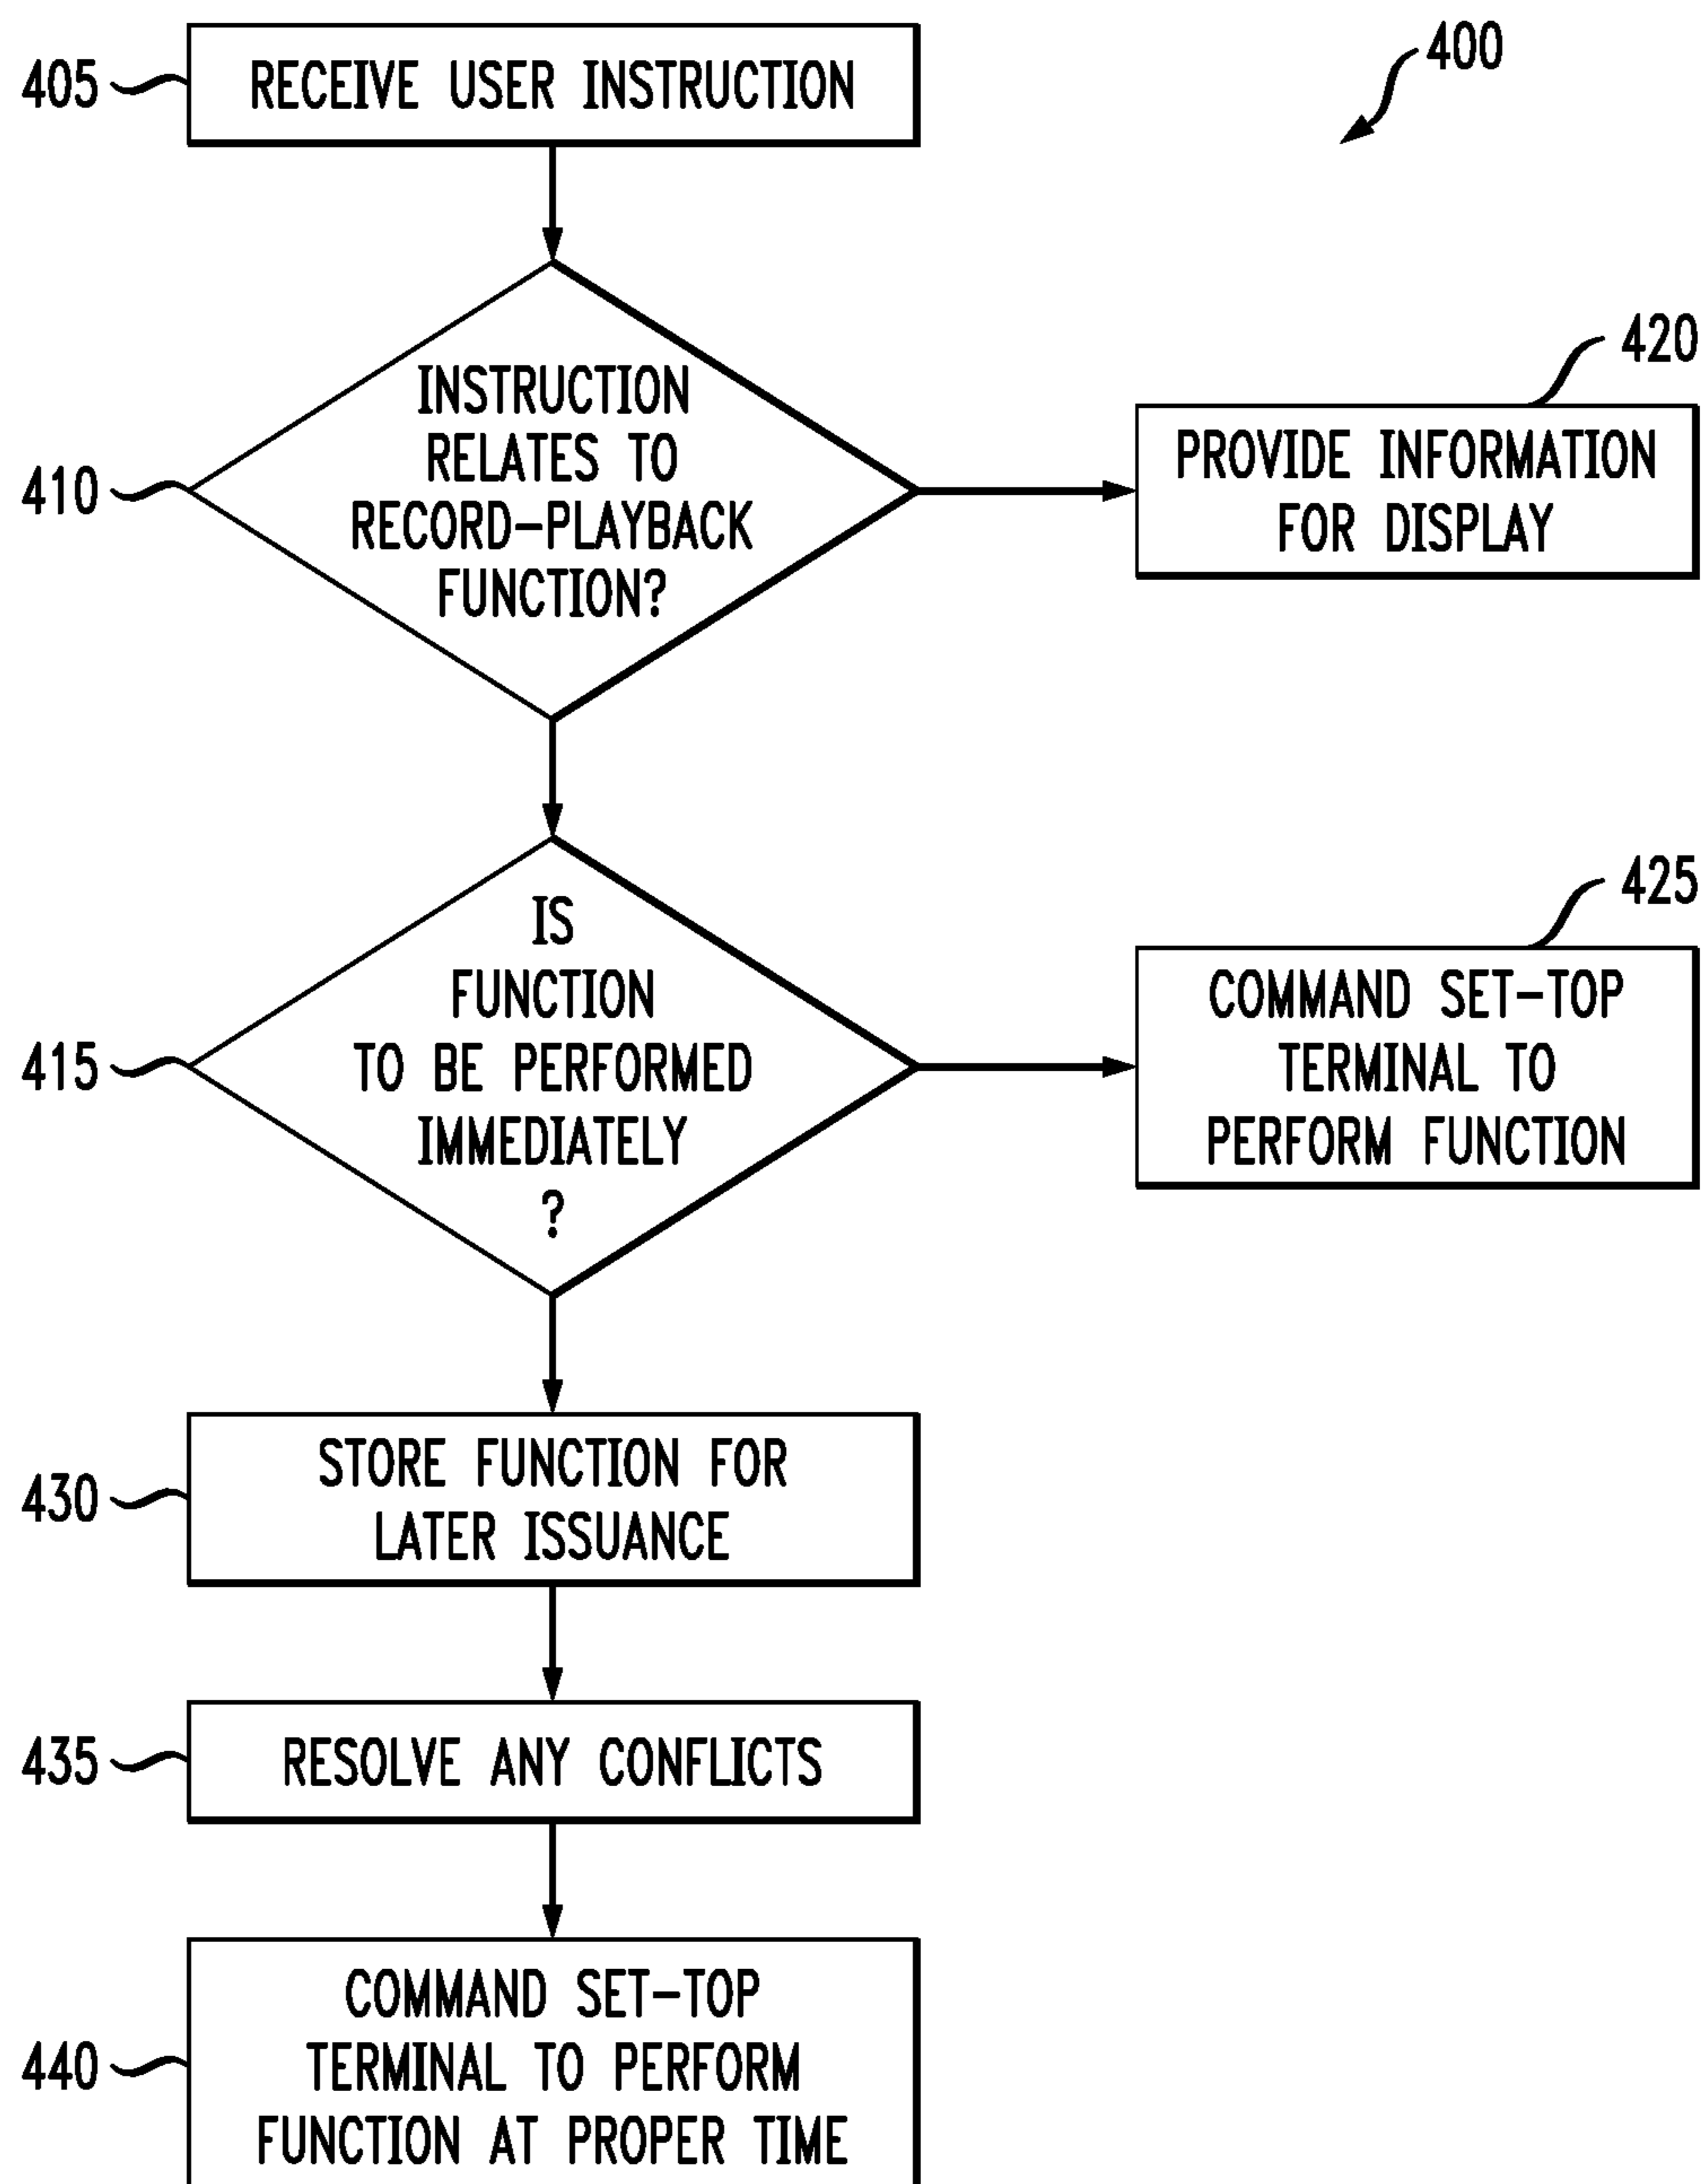 400
405
RECEIVE USER INSTRUCTION
410
INSTRUCTION
RELATES TO
RECORD-PLAYBACK
FUNCTION?
420
PROVIDE INFORMATION
FOR DISPLAY
415
IS
FUNCTION
TO BE PERFORMED
IMMEDIATELY
?
425
COMMAND SET-TOP
TERMINAL TO
PERFORM FUNCTION
430
STORE FUNCTION FOR
LATER ISSUANCE
435
RESOLVE ANY CONFLICTS
440
COMMAND SET-TOP
TERMINAL TO PERFORM
FUNCTION AT PROPER TIME